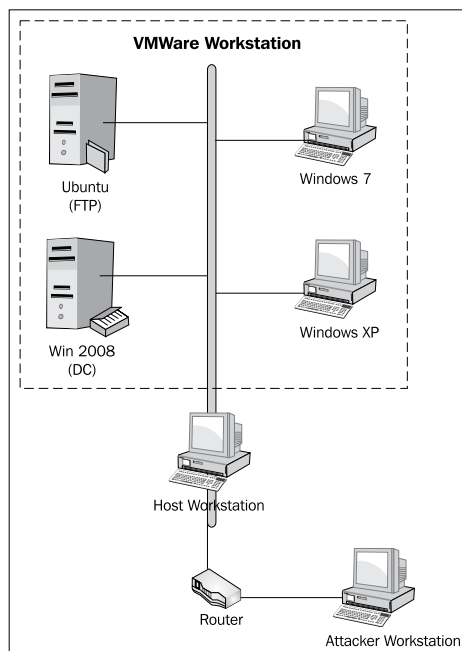 VMWare Workstation
Ubuntu
(FTP)
Windows 7
Win 2008
(DC)
Windows XP
Host Workstation
Router
Attacker Workstation